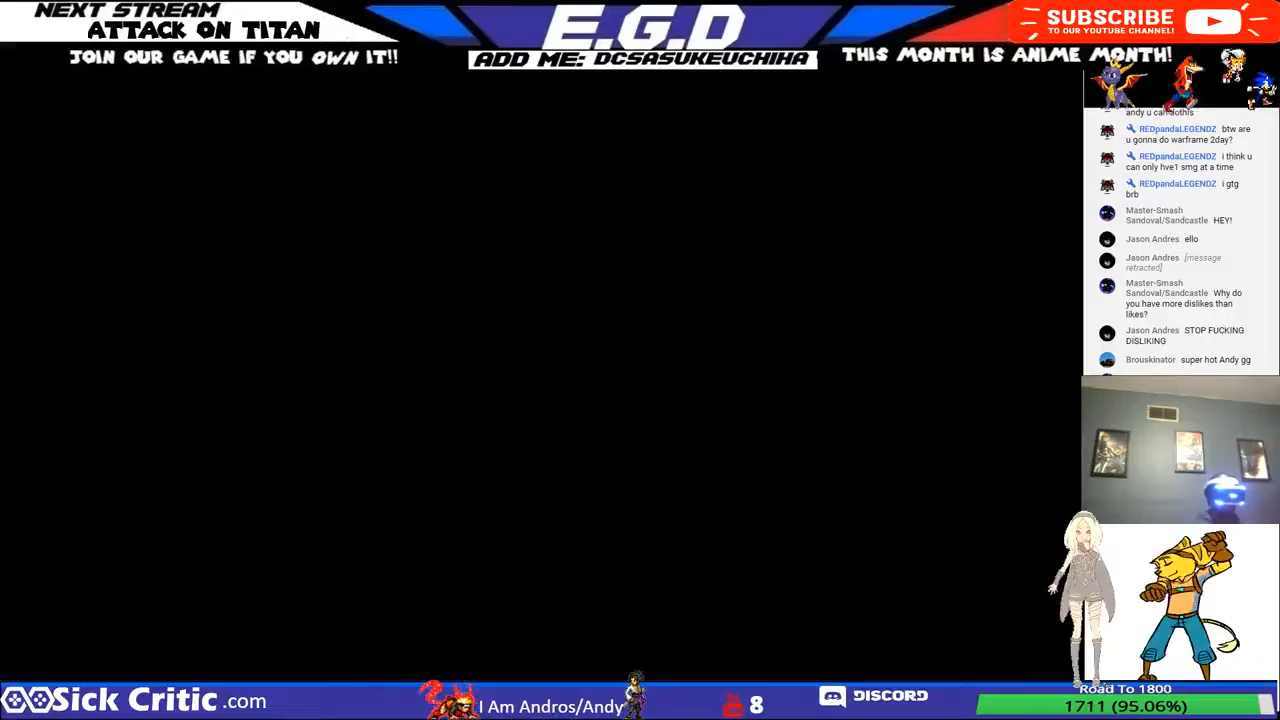 NEXT STREAM
ATTACK ON TITAN
JOIN OUR GAME IF YOU OWN IT!!
E.G.D
ADD ME: DCSASUKEUCHIHA
THIS MONTH IS ANIME MONTH!
SUBSCRIBE
TO OUR YOUTUBE CHANNEL!
andy u can dothis
REDpandaLEGENDZ btw are
u gonna do warframe 2day?
REDpandaLEGENDZ i think u
can only hve1 smg at a time
REDpandaLEGENDZ i gtg
brb
Master-Smash
Sandoval/Sandcastle HEY!
Jason Andres ello
Jason Andres [message
retracted]
Master-Smash
Sandoval/Sandcastle Why do
you have more dislikes than
likes?
Jason Andres STOP FUCKING
DISLIKING
Brouskinator super hot Andy gg
Sick Critic .com
I Am Andros/Andy
8
DISCORD
Road To 1800
1711 (95.06%)